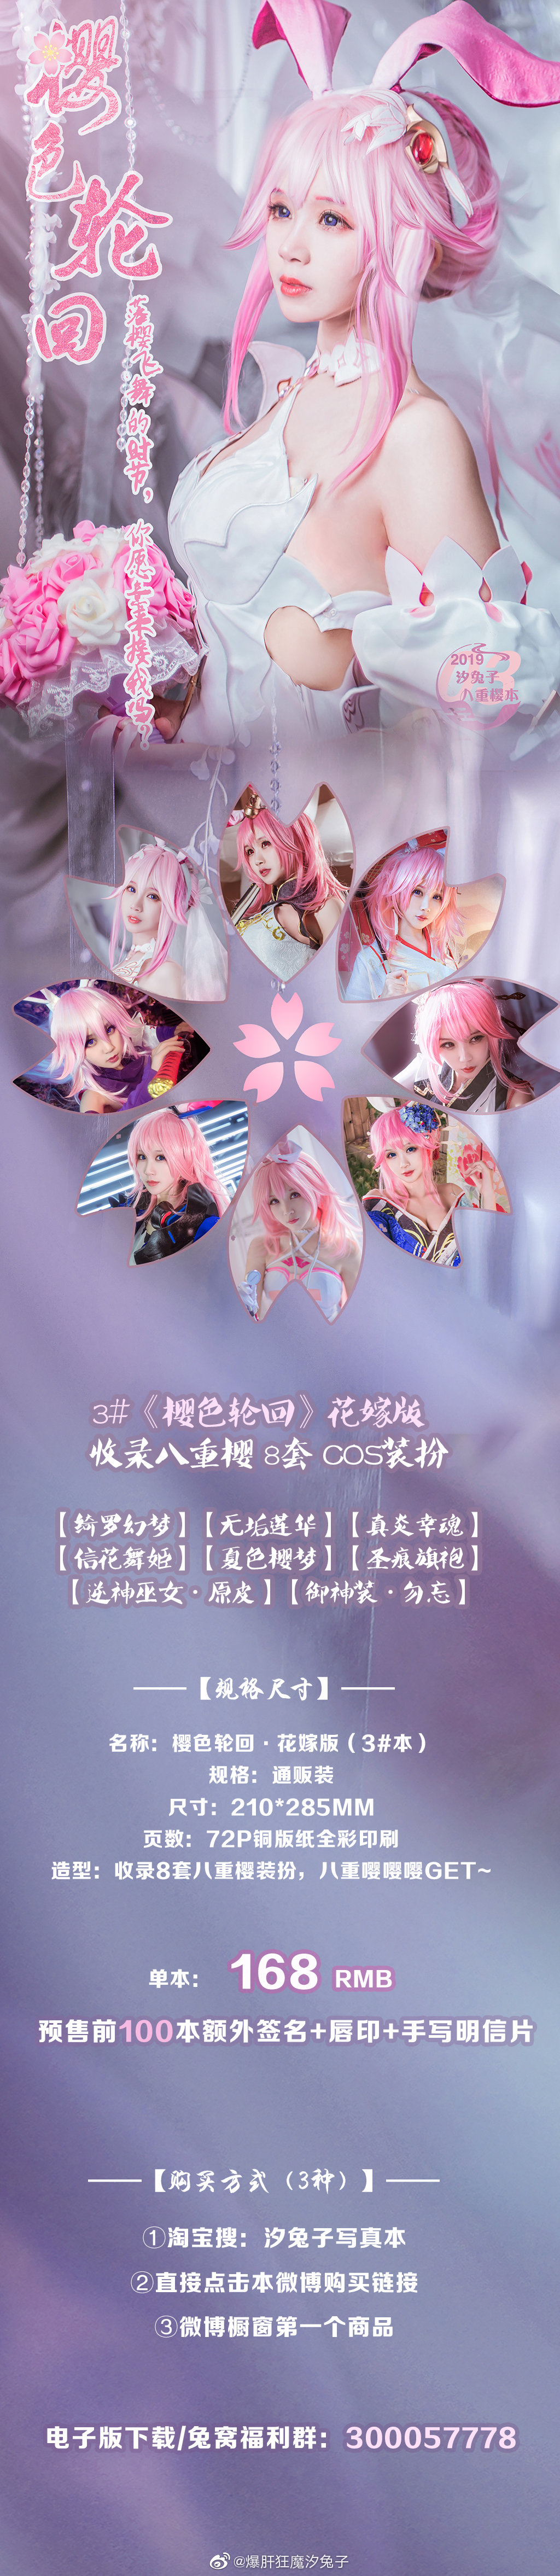 樱色轮回
落樱飞舞的时节，你愿意来接我吗？
2019
汐兔子
八重樱本
3#《樱色轮回》花嫁版
收录八重樱 8套 COS装扮
【绮罗幻梦】【无垢莲华】【真炎幸魂】
【信花舞姬】【夏色樱梦】【圣痕旗袍】
【逆神巫女·原皮】【御神装·勿忘】
【规格尺寸】
名称：樱色轮回·花嫁版（3#本）
规格：通贩装
尺寸：210*285MM
页数：72P铜版纸全彩印刷
造型：收录8套八重樱装扮，八重嘤嘤嘤GET~
单本： 168 RMB
预售前100本额外签名+唇印+手写明信片
【购买方式（3种）】
①淘宝搜：汐兔子写真本
②直接点击本微博购买链接
③微博橱窗第一个商品
电子版下载/兔窝福利群：300057778
@爆肝狂魔汐兔子